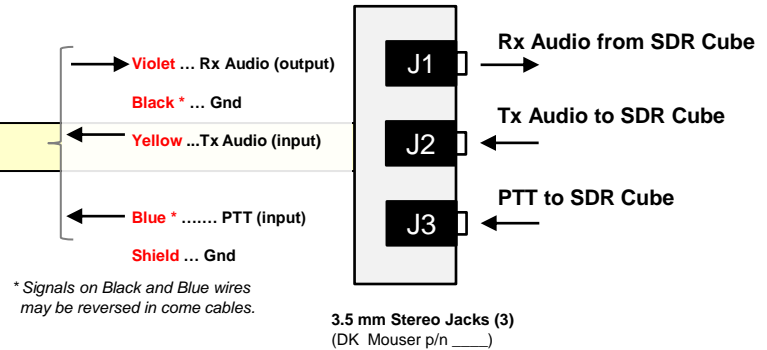 Violet … Rx Audio (output)
Black * … Gnd
Yellow ...Tx Audio (input)
Blue * ....… PTT (input)
Shield … Gnd
* Signals on Black and Blue wires
may be reversed in come cables.
J1
J2
J3
Rx Audio from SDR Cube
Tx Audio to SDR Cube
PTT to SDR Cube
3.5 mm Stereo Jacks (3)
(DK Mouser p/n ____)